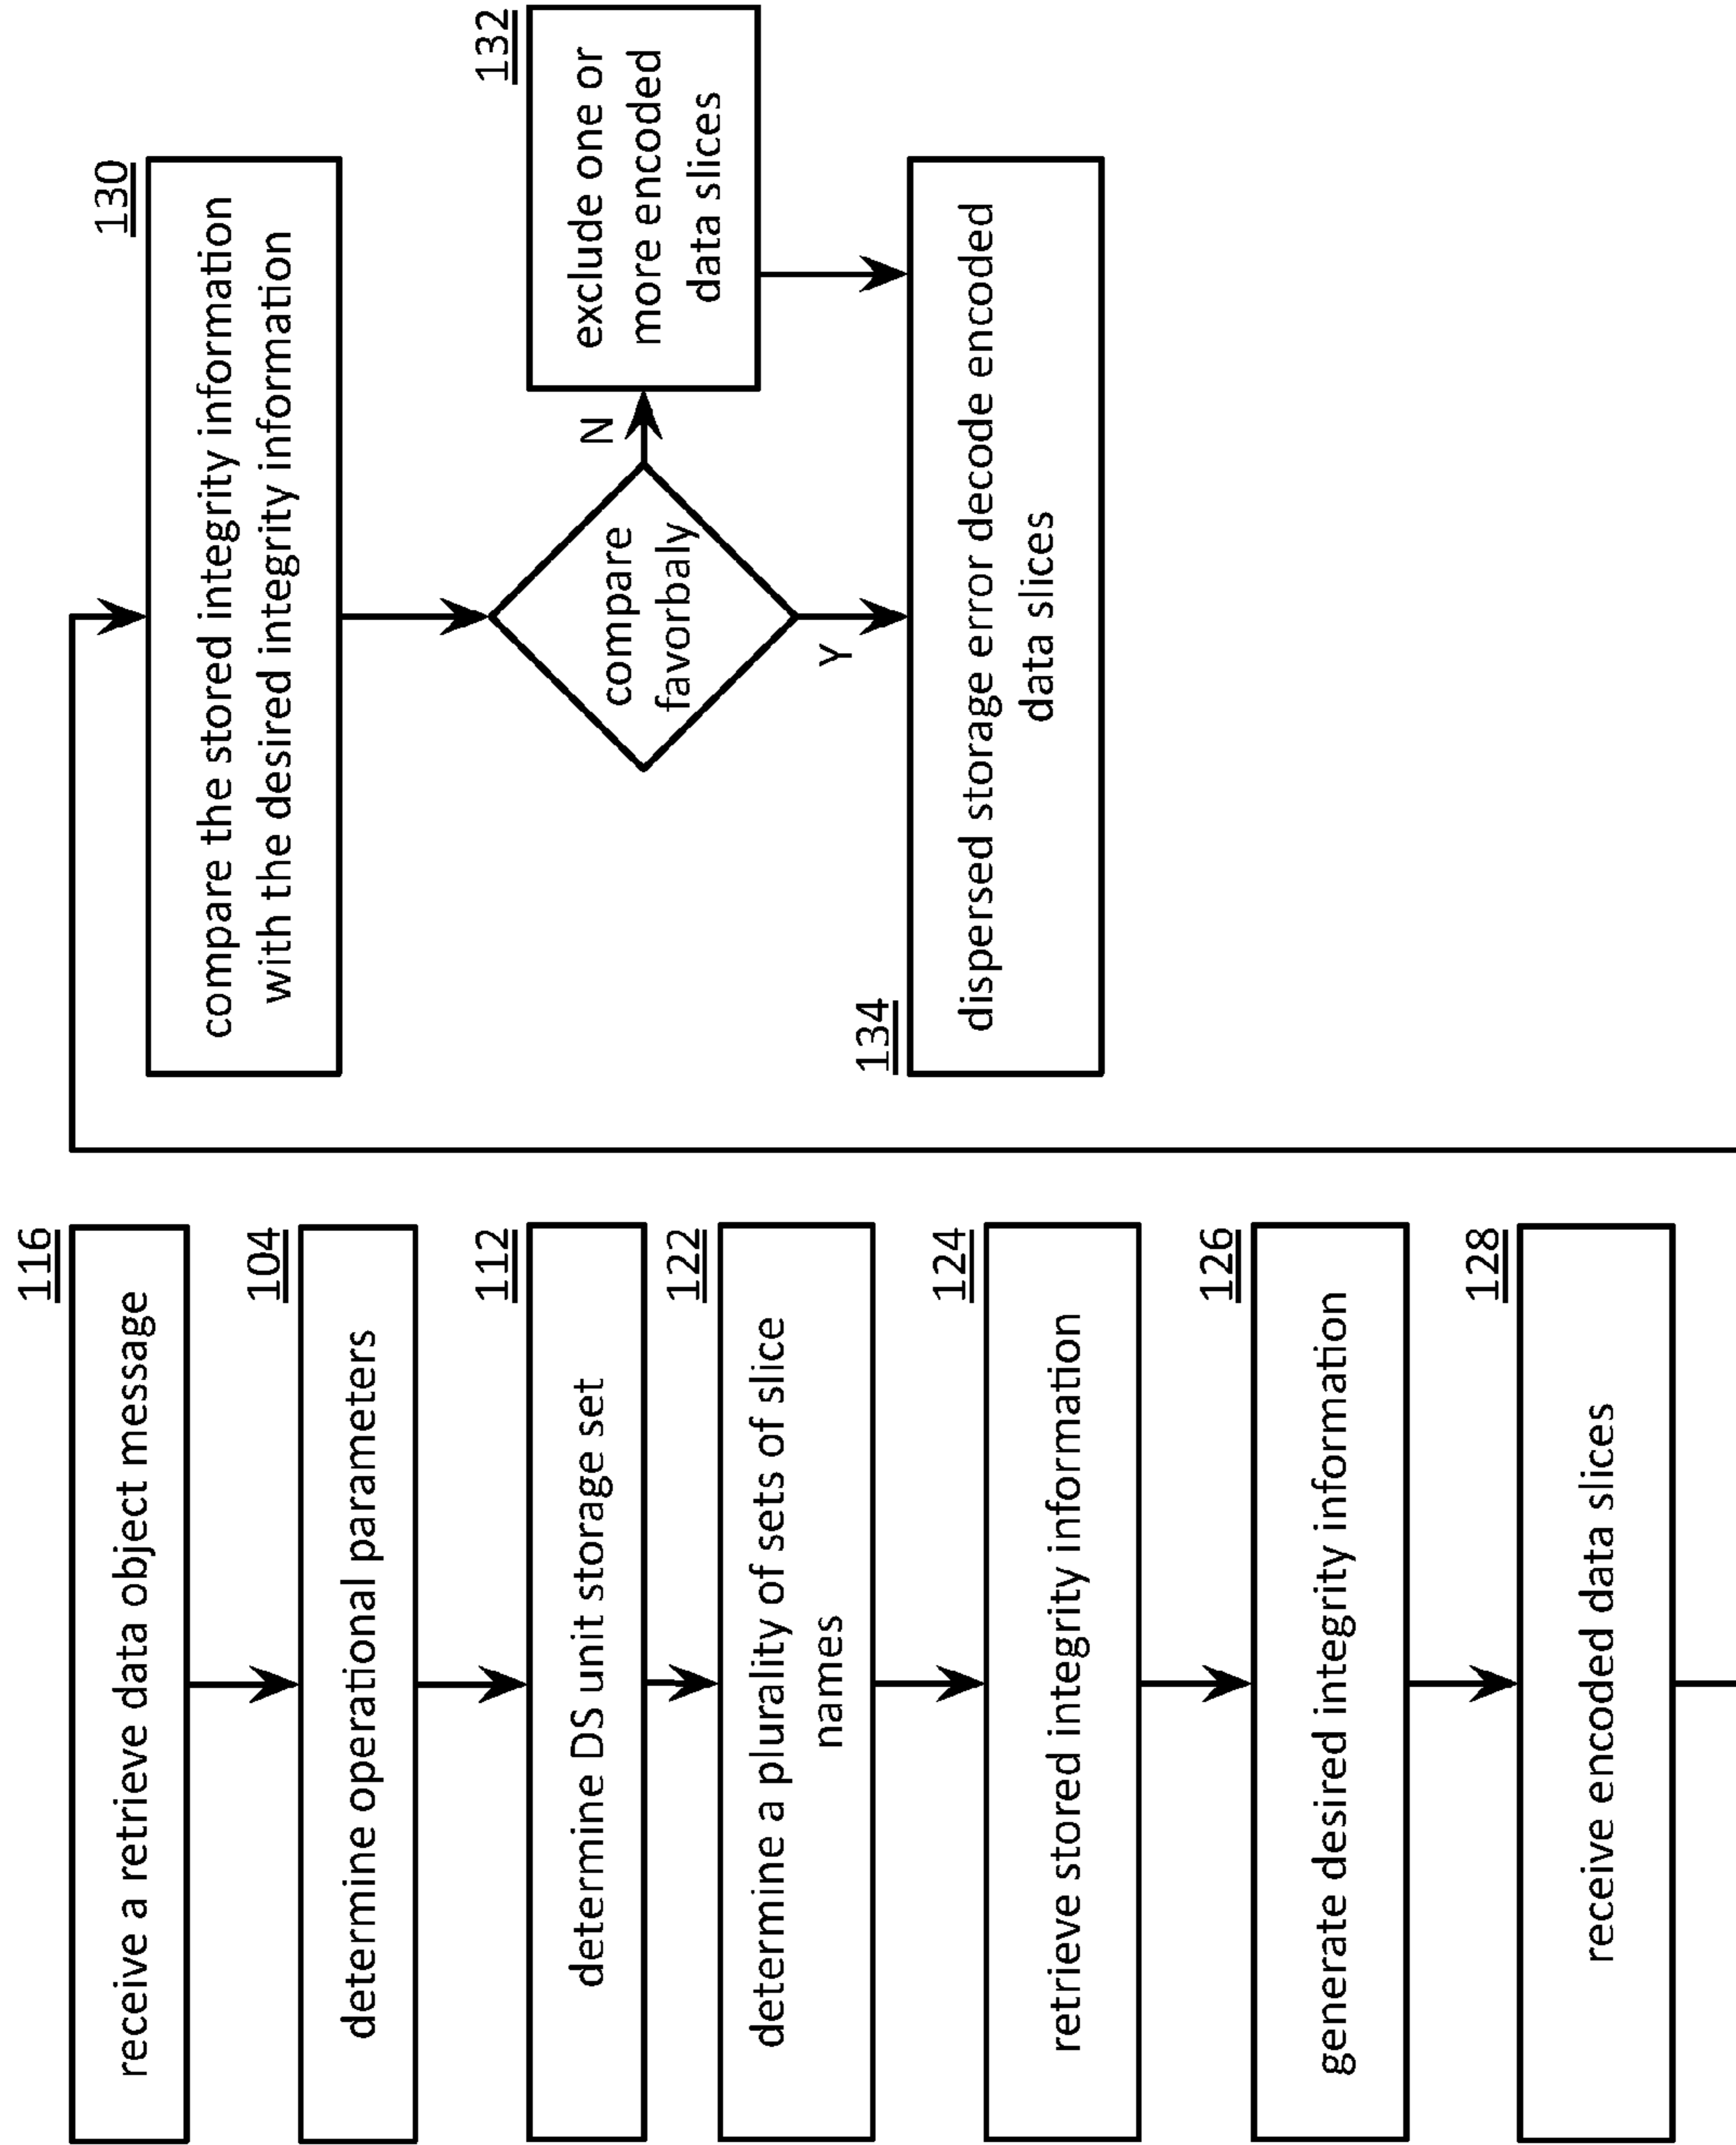 116
receive a retrieve data object message
104
determine operational parameters
112
determine DS unit storage set
122
determine a plurality of sets of slice
names
124
retrieve stored integrity information
126
generate desired integrity information
128
receive encoded data slices
130
compare the stored integrity information
with the desired integrity information
compare
favorbaly
N
Y
132
exclude one or
more encoded
data slices
134
dispersed storage error decode encoded
data slices